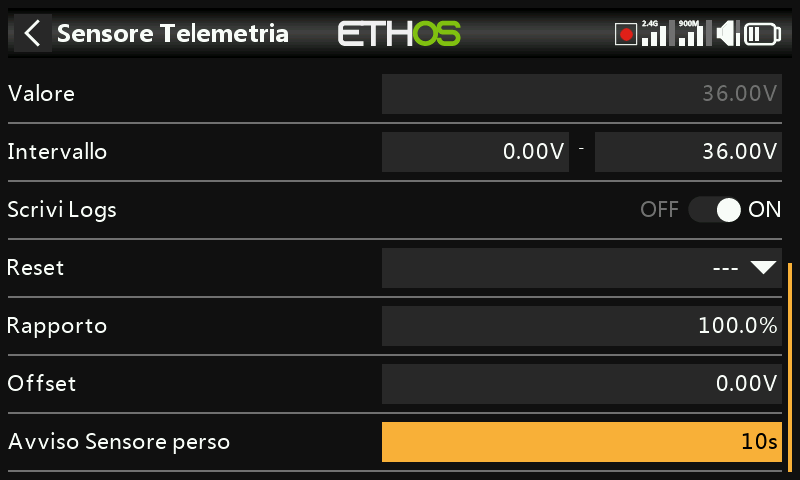 Sensore Telemetria ETHOS 2.4G 900M
Valore 36.00V
Intervallo 0.00V - 36.00V
Scrivi Logs OFF ON
Reset ---
Rapporto 100.0%
Offset 0.00V
Avviso Sensore perso 10s